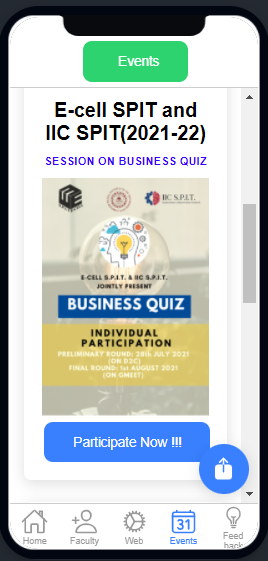 Events
E-cell SPIT and
IIC SPIT(2021-22)
SESSION ON BUSINESS QUIZ
IIC S.P.I.T.
E-CELL S.P.I.T. & IIC S.P.I.T.
JOINTLY PRESENT
BUSINESS QUIZ
INDIVIDUAL
PARTICIPATION
PRELIMINARY ROUND: 28th JULY 2021
(ON D2C)
FINAL ROUND: 1st AUGUST 2021
(ON GMEET)
Participate Now !!!
31
Home
Faculty
Web
Events
Feed
back